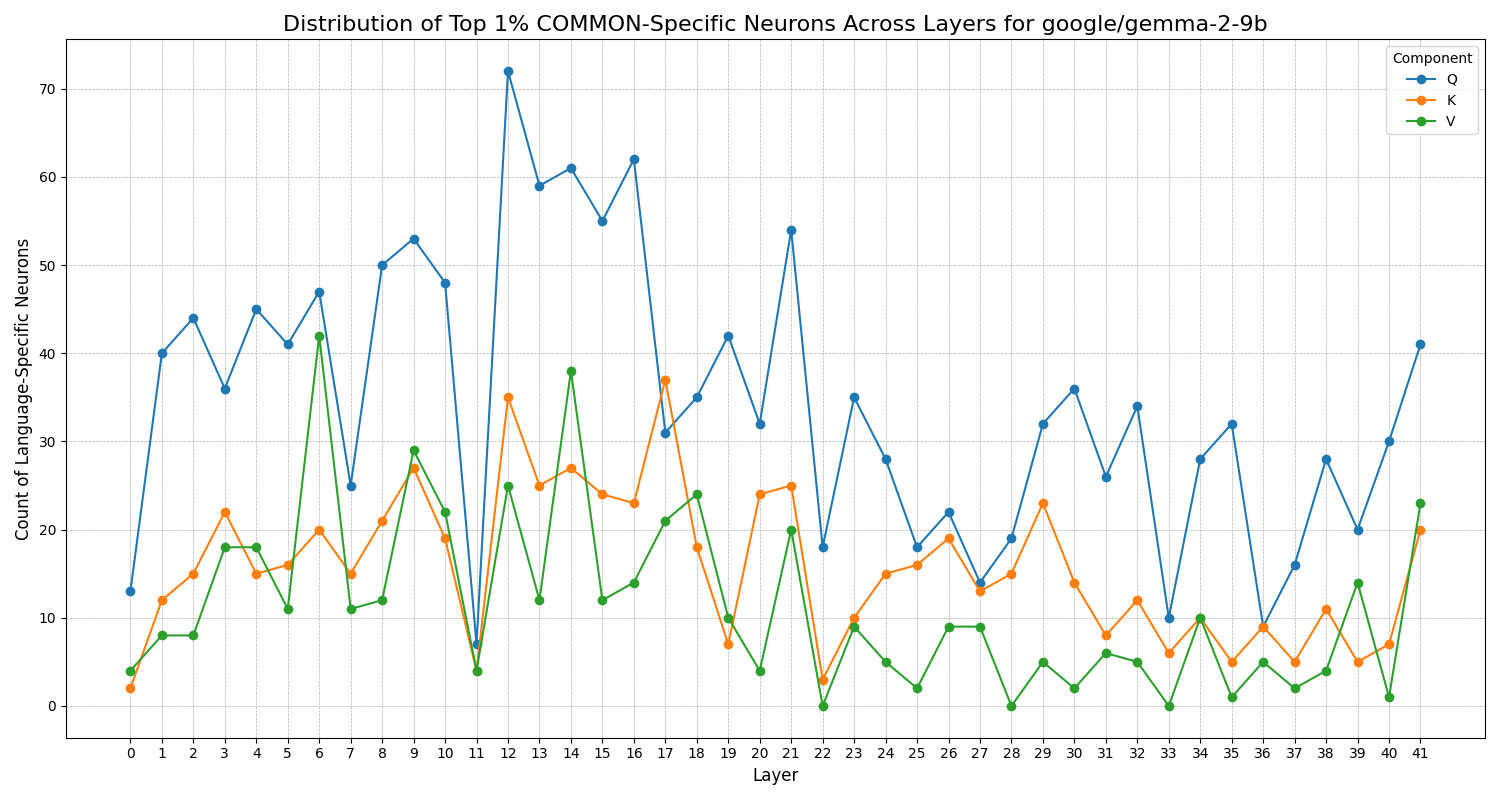 Distribution of Top 1% COMMON-Specific Neurons Across Layers for google/gemma-2-9b
Component
Q
K
V
Count of Language-Specific Neurons
70
60
50
40
30
20
10
0
0 1 2 3 4 5 6 7 8 9 10 11 12 13 14 15 16 17 18 19 20 21 22 23 24 25 26 27 28 29 30 31 32 33 34 35 36 37 38 39 40 41
Layer